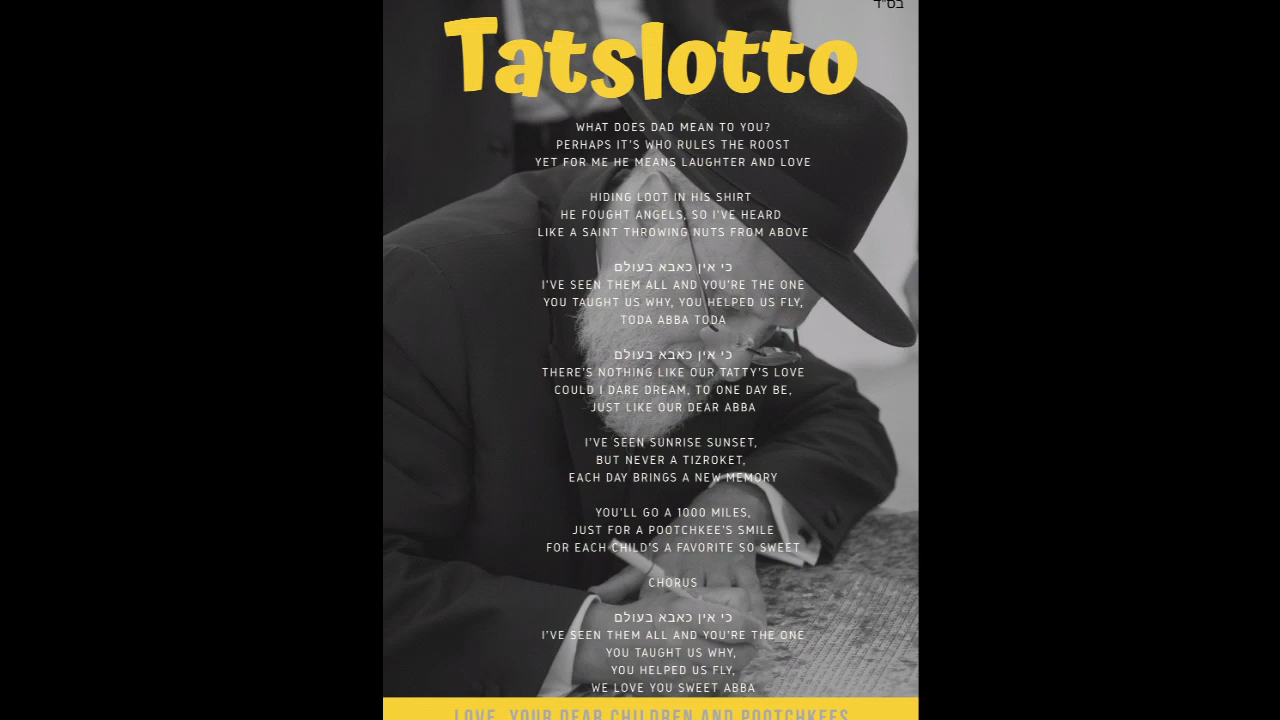 בס"ד
Tatslotto
WHAT DOES DAD MEAN TO YOU?
PERHAPS IT'S WHO RULES THE ROOST
YET FOR ME HE MEANS LAUGHTER AND LOVE
HIDING LOOT IN HIS SHIRT
HE FOUGHT ANGELS, SO I'VE HEARD
LIKE A SAINT THROWING NUTS FROM ABOVE
כי אין כאבא בעולם
I'VE SEEN THEM ALL AND YOU'RE THE ONE
YOU TAUGHT US WHY, YOU HELPED US FLY,
TODA ABBA TODA
כי אין כאבא בעולם
THERE'S NOTHING LIKE OUR TATTY'S LOVE
COULD I DARE DREAM, TO ONE DAY BE,
JUST LIKE OUR DEAR ABBA
I'VE SEEN SUNRISE SUNSET,
BUT NEVER A TIZROKET,
EACH DAY BRINGS A NEW MEMORY
YOU'LL GO A 1000 MILES,
JUST FOR A POOTCHKEE'S SMILE
FOR EACH CHILD'S A FAVORITE SO SWEET
CHORUS
כי אין כאבא בעולם
I'VE SEEN THEM ALL AND YOU'RE THE ONE
YOU TAUGHT US WHY,
YOU HELPED US FLY,
WE LOVE YOU SWEET ABBA
LOVE, YOUR DEAR CHILDREN AND POOTCHKEES